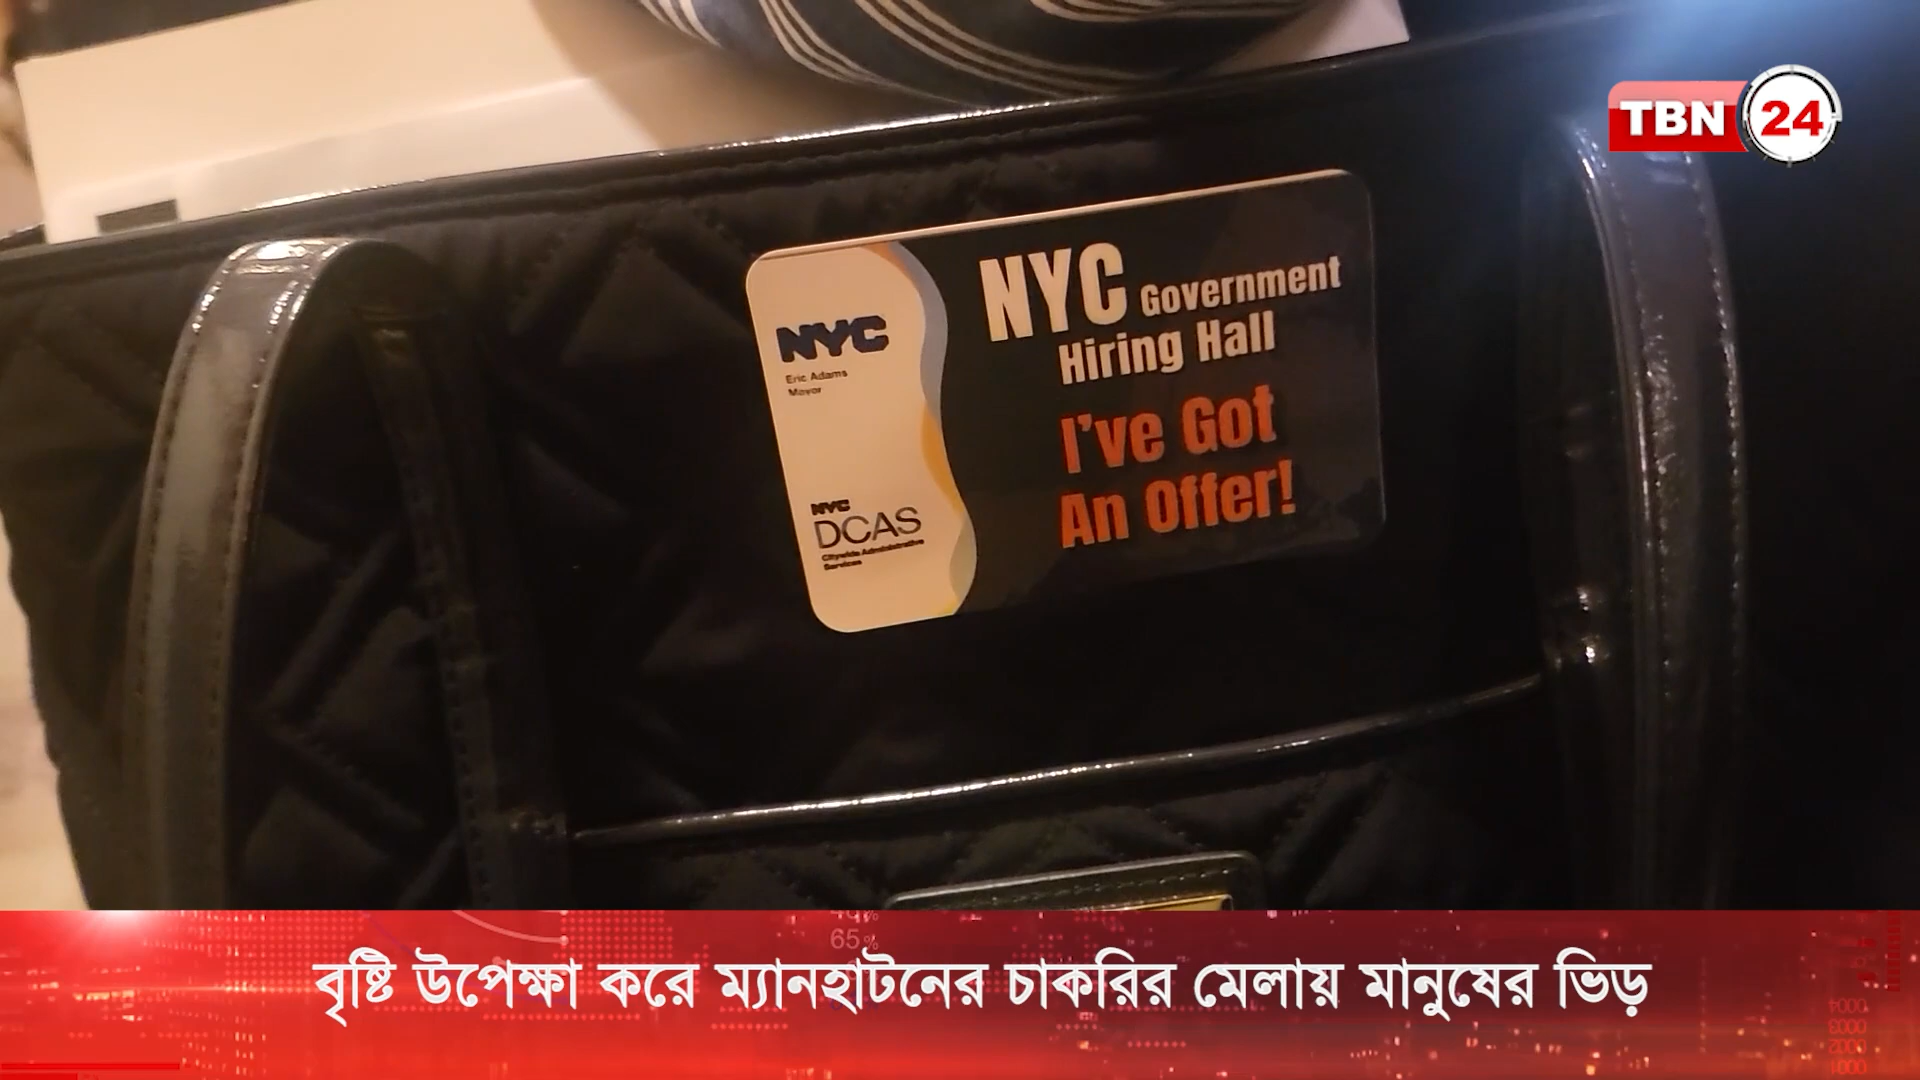 TBN 24
NYC Government
Hiring Hall
I've Got
An Offer!
NYC
Eric Adams
Mayor
NYC
DCAS
Citywide Administrative
Services
65%
বৃষ্টি উপেক্ষা করে ম্যানহাটনের চাকরির মেলায় মানুষের ভিড়